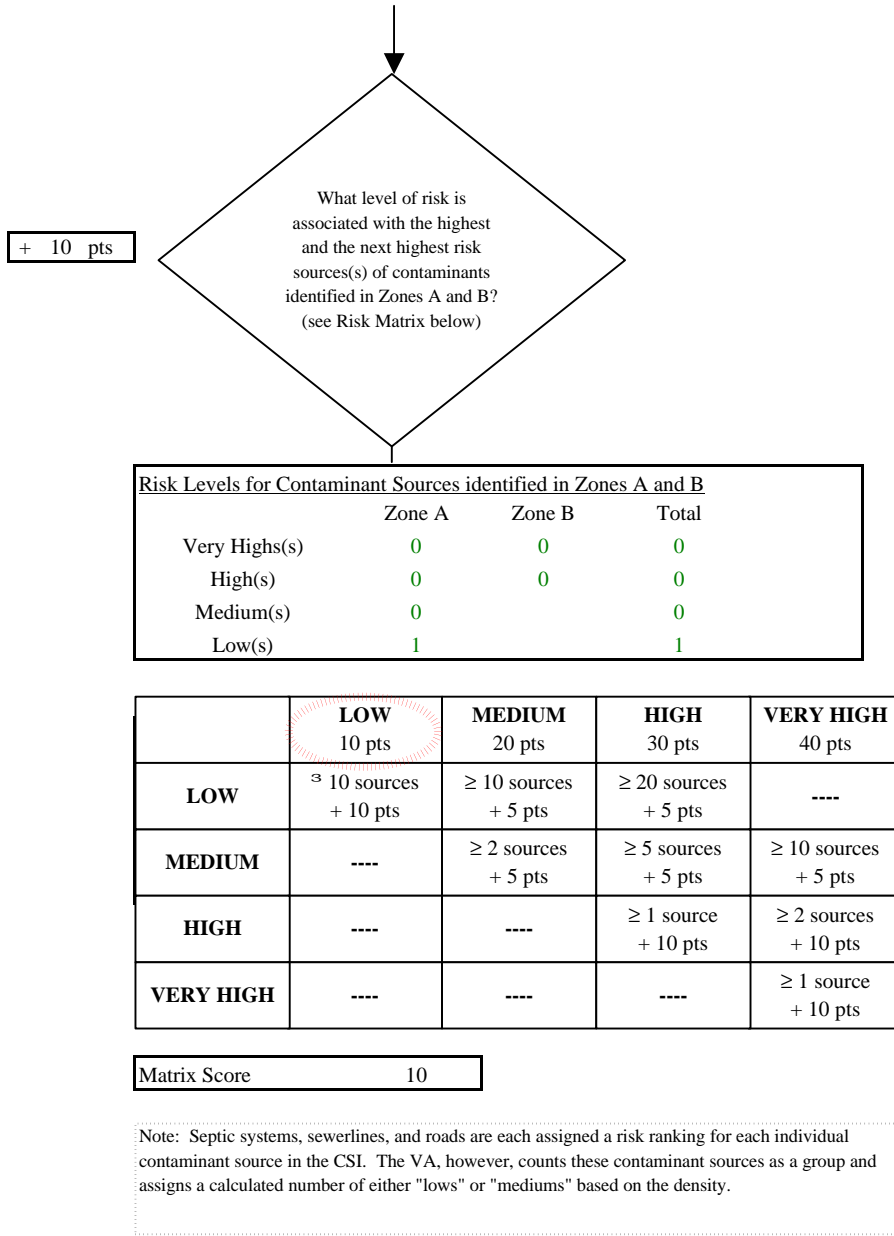 What level of risk is
associated with the highest
and the next highest risk
sources(s) of contaminants
identified in Zones A and B?
(see Risk Matrix below)
+ 10 pts
Risk Levels for Contaminant Sources identified in Zones A and B
Zone A Zone B Total
Very Highs(s) 0 0 0
High(s) 0 0 0
Medium(s) 0 0
Low(s) 1 1
LOW MEDIUM HIGH VERY HIGH
10 pts 20 pts 30 pts 40 pts
LOW ³ 10 sources ≥ 10 sources ≥ 20 sources ----
+ 10 pts + 5 pts + 5 pts
MEDIUM ---- ≥ 2 sources ≥ 5 sources ≥ 10 sources
+ 5 pts + 5 pts + 5 pts
HIGH ---- ---- ≥ 1 source ≥ 2 sources
+ 10 pts + 10 pts
VERY HIGH ---- ---- ---- ≥ 1 source
+ 10 pts
Matrix Score 10
Note: Septic systems, sewerlines, and roads are each assigned a risk ranking for each individual
contaminant source in the CSI. The VA, however, counts these contaminant sources as a group and
assigns a calculated number of either "lows" or "mediums" based on the density.